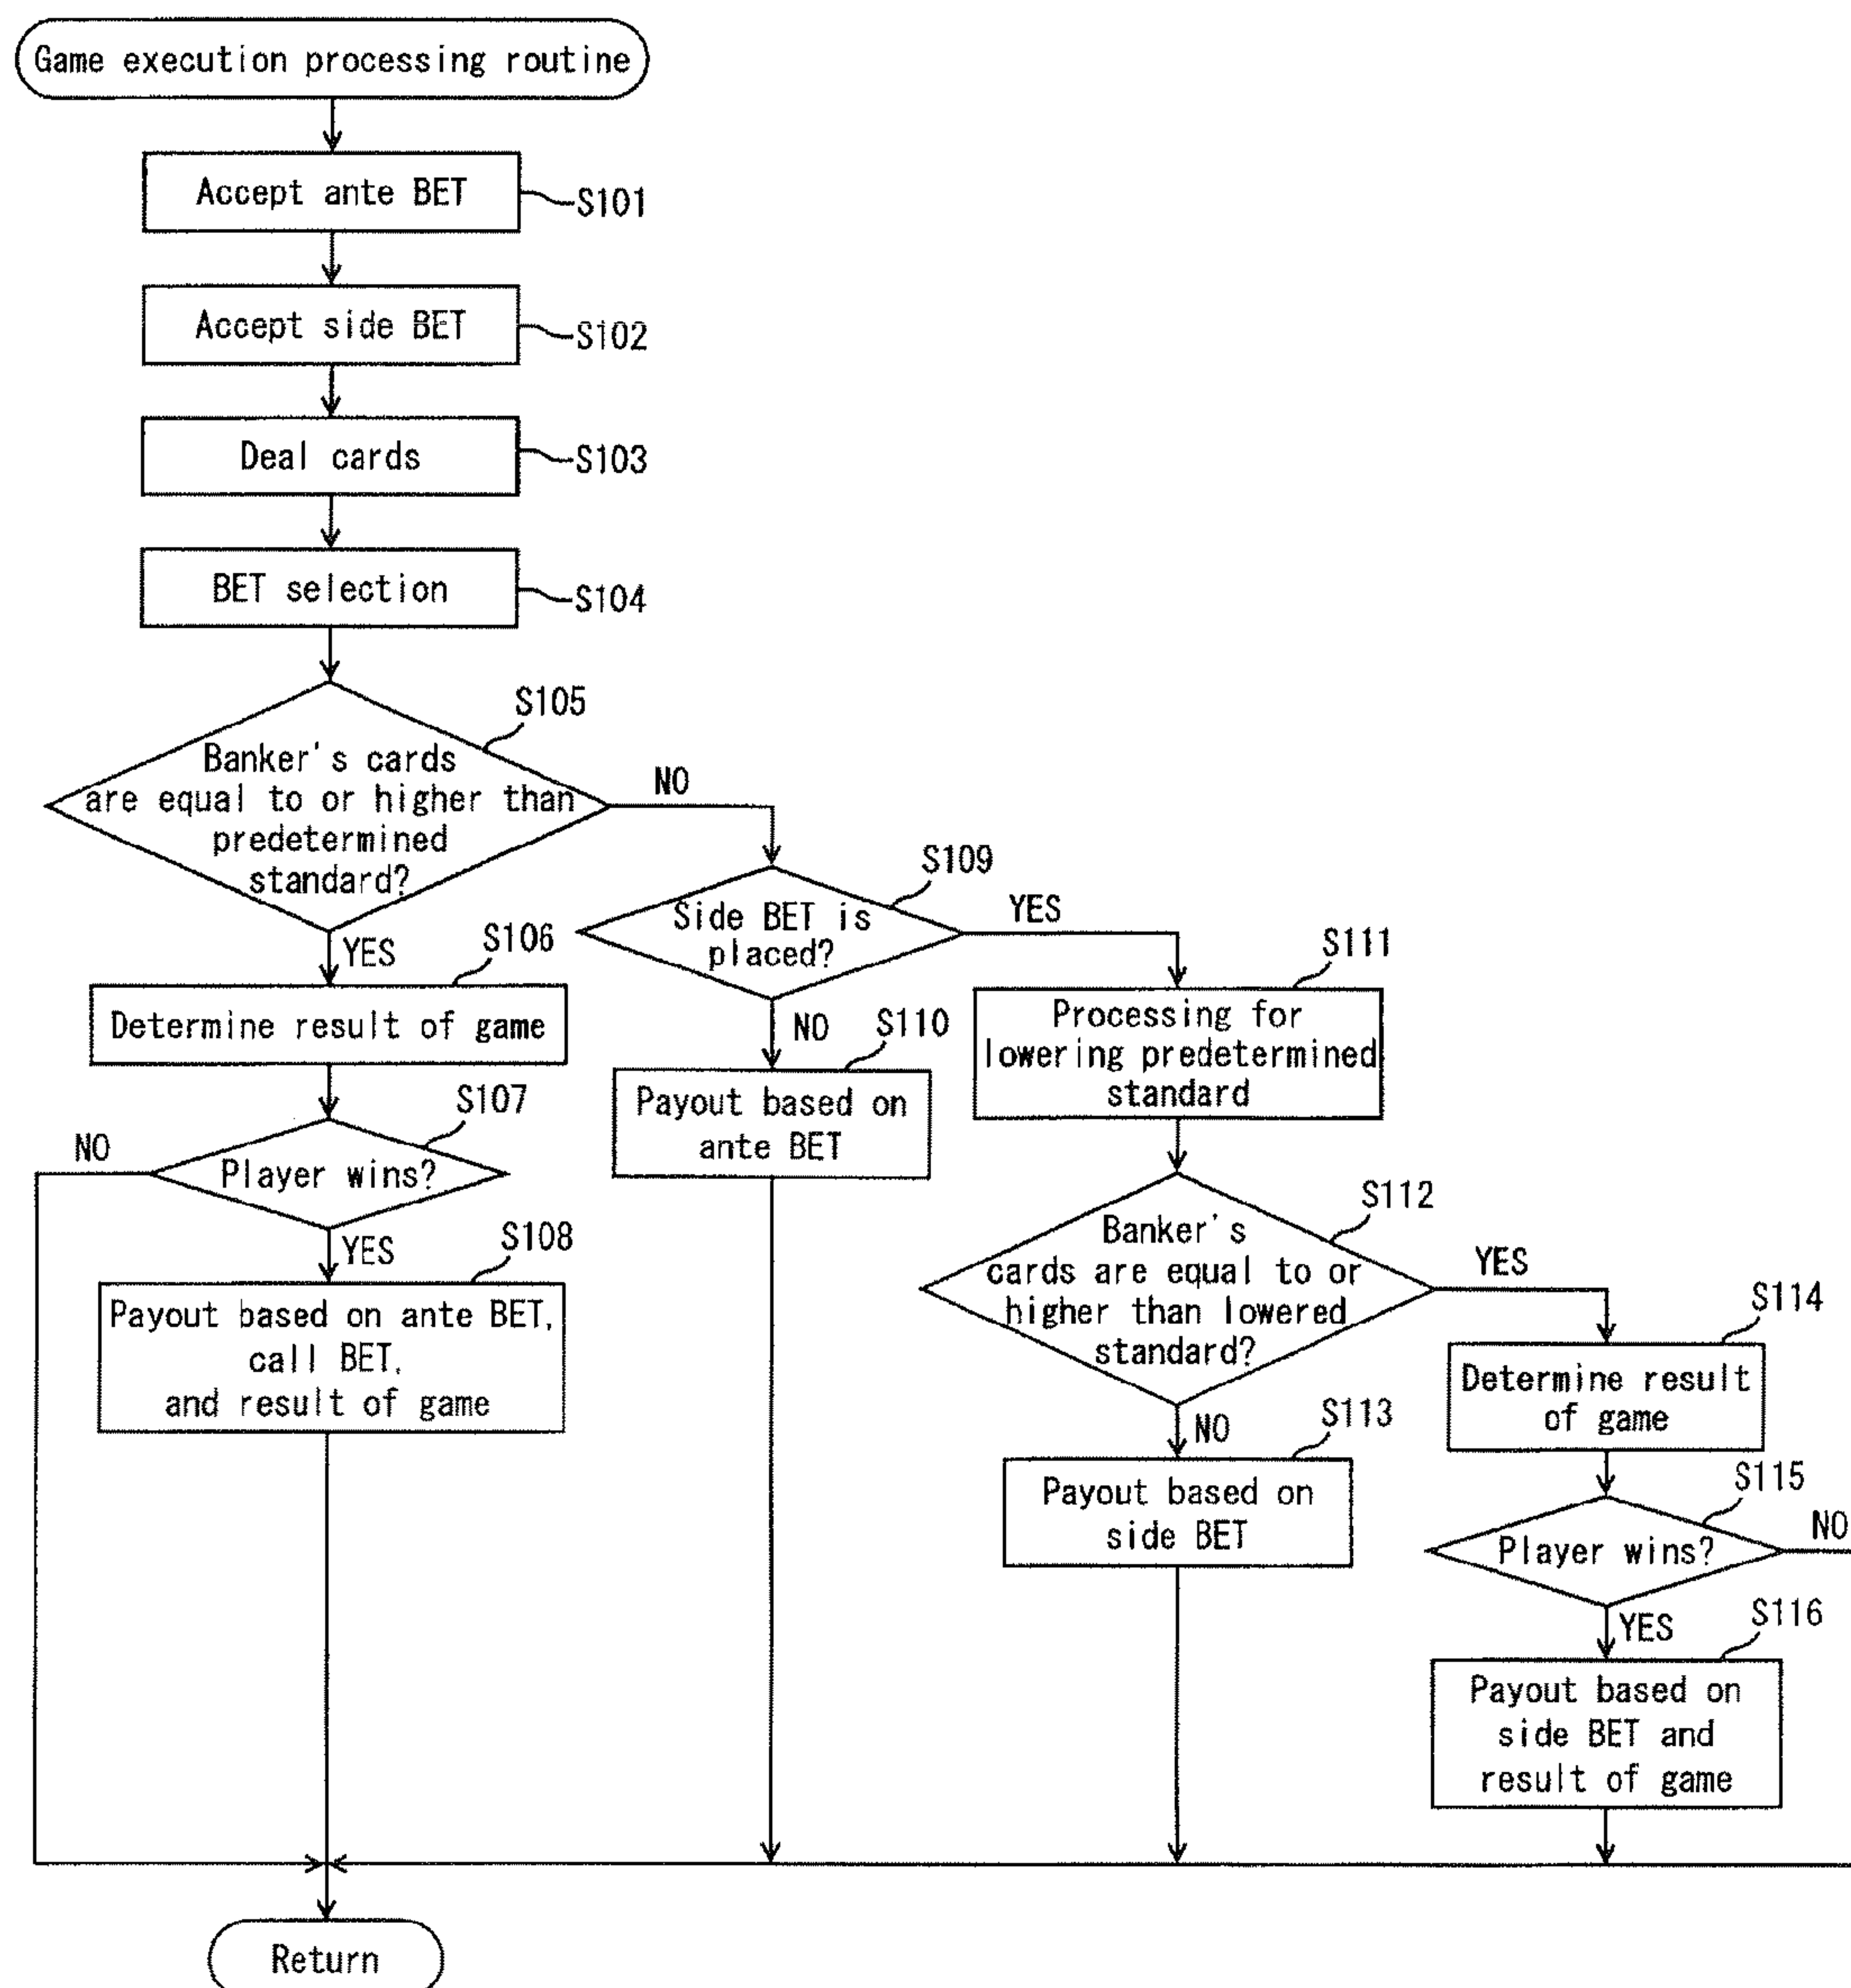 Game execution processing routine
Accept ante BET
S101
Accept side BET
S102
Deal cards
S103
BET selection
S104
S105
Banker's cards
are equal to or higher than
predetermined
standard?
NO
YES
S106
Determine result of game
S107
Player wins?
NO
YES
S108
Payout based on ante BET,
call BET,
and result of game
S109
Side BET is
placed?
YES
NO
S110
Payout based on
ante BET
S111
Processing for
lowering predetermined
standard
S112
Banker's
cards are equal to or
higher than lowered
standard?
YES
NO
S113
Payout based on
side BET
S114
Determine result
of game
S115
Player wins?
NO
YES
S116
Payout based on
side BET and
result of game
Return